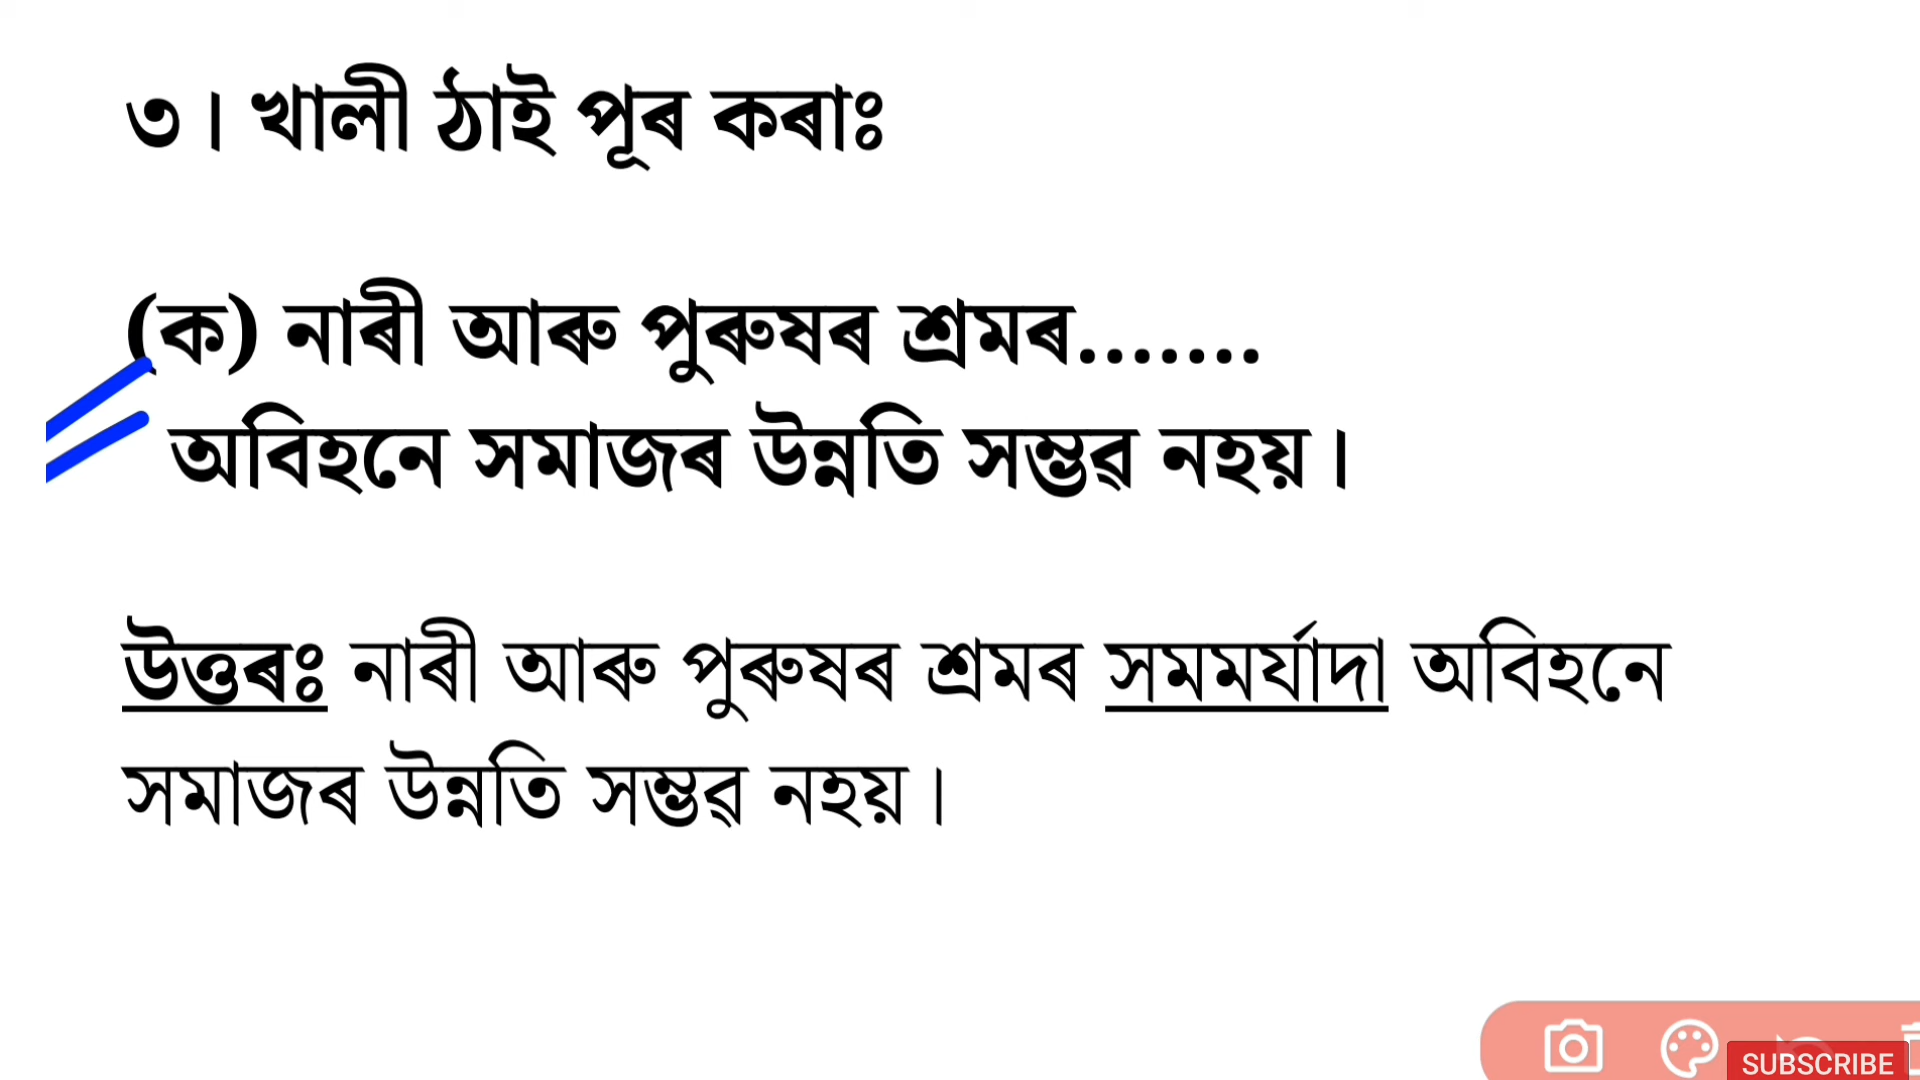 ৩। খালী ঠাই পূৰ কৰাঃ
(ক) নাৰী আৰু পুৰুষৰ শ্ৰমৰ.......
অবিহনে সমাজৰ উন্নতি সম্ভৱ নহয়।
উত্তৰঃ নাৰী আৰু পুৰুষৰ শ্ৰমৰ সমমৰ্যাদা অবিহনে
সমাজৰ উন্নতি সম্ভৱ নহয়।
SUBSCRIBE